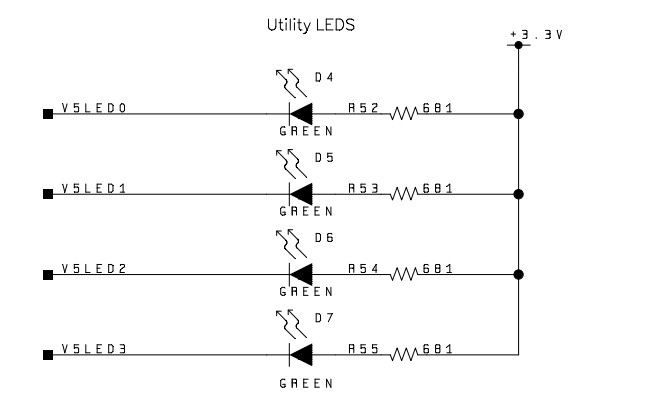 Utility LEDS
+3.3V
D4
V5LED0 R52 681
GREEN
D5
V5LED1 R53 681
GREEN
D6
V5LED2 R54 681
GREEN
D7
V5LED3 R55 681
GREEN